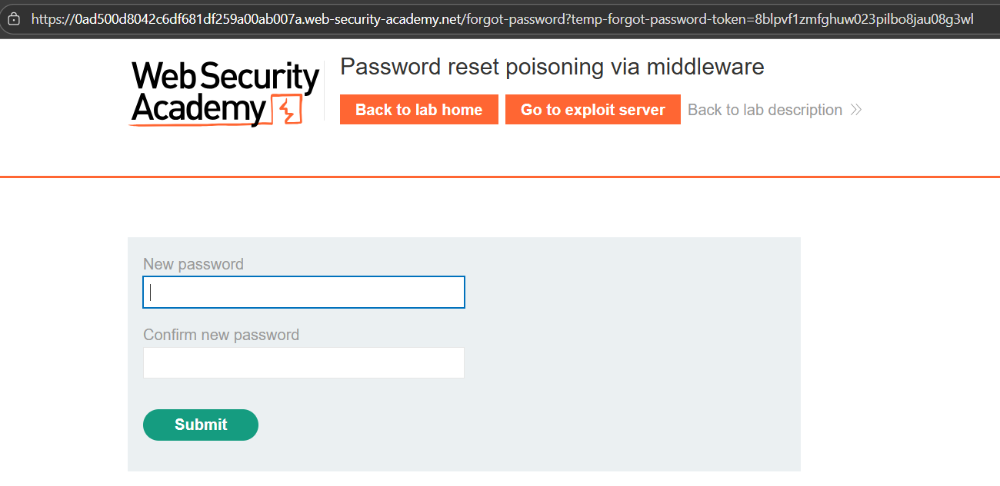 https://0ad500d8042c6df681df259a00ab007a.web-security-academy.net/forgot-password?temp-forgot-password-token=8blpvf1zmfghuw023pilbo8jau08g3wl
WebSecurity
Academy
Password reset poisoning via middleware
Back to lab home
Go to exploit server
Back to lab description
New password
Confirm new password
Submit